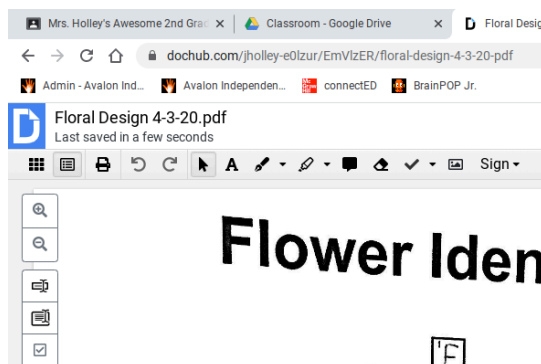 Mrs. Holley's Awesome 2nd Grad
Classroom - Google Drive
Floral Desig
dochub.com/jholley-e0lzur/EmVlzER/floral-design-4-3-20-pdf
Admin - Avalon Ind...
Avalon Independen...
connectED
BrainPOP Jr.
Floral Design 4-3-20.pdf
Last saved in a few seconds
A
Sign
Flower Iden
1
F